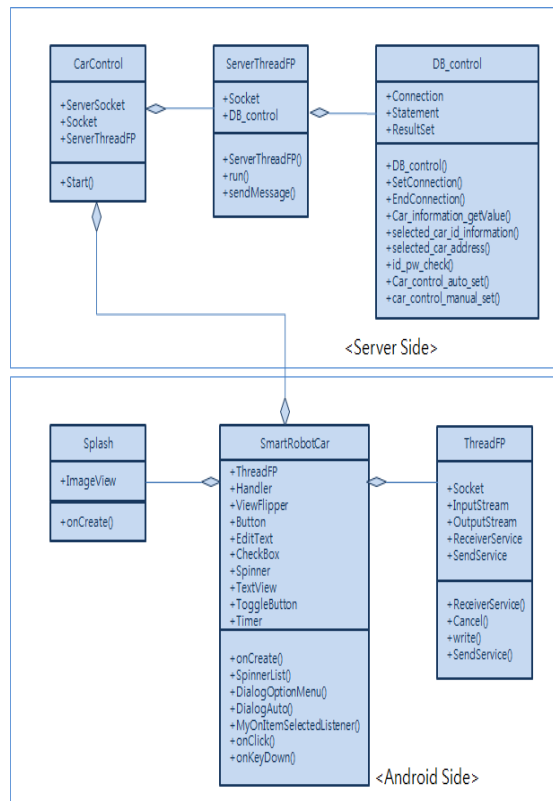 CarControl
+ServerSocket
+Socket
+ServerThreadFP
+Start()
ServerThreadFP
+Socket
+DB_control
+ServerThreadFP()
+run()
+sendMessage()
DB_control
+Connection
+Statement
+ResultSet
+DB_control()
+SetConnection()
+EndConnection()
+Car_information_getValue()
+selected_car_id_information()
+selected_car_address()
+id_pw_check()
+Car_control_auto_set()
+car_control_manual_set()
<Server Side>
Splash
+ImageView
+onCreate()
SmartRobotCar
+ThreadFP
+Handler
+ViewFlipper
+Button
+EditText
+CheckBox
+Spinner
+TextView
+ToggleButton
+Timer
+onCreate()
+SpinnerList()
+DialogOptionMenu()
+DialogAuto()
+MyOnItemSelectedListener()
+onClick()
+onKeyDown()
ThreadFP
+Socket
+InputStream
+OutputStream
+ReceiverService
+SendService
+ReceiverService()
+Cancel()
+write()
+SendService()
<Android Side>